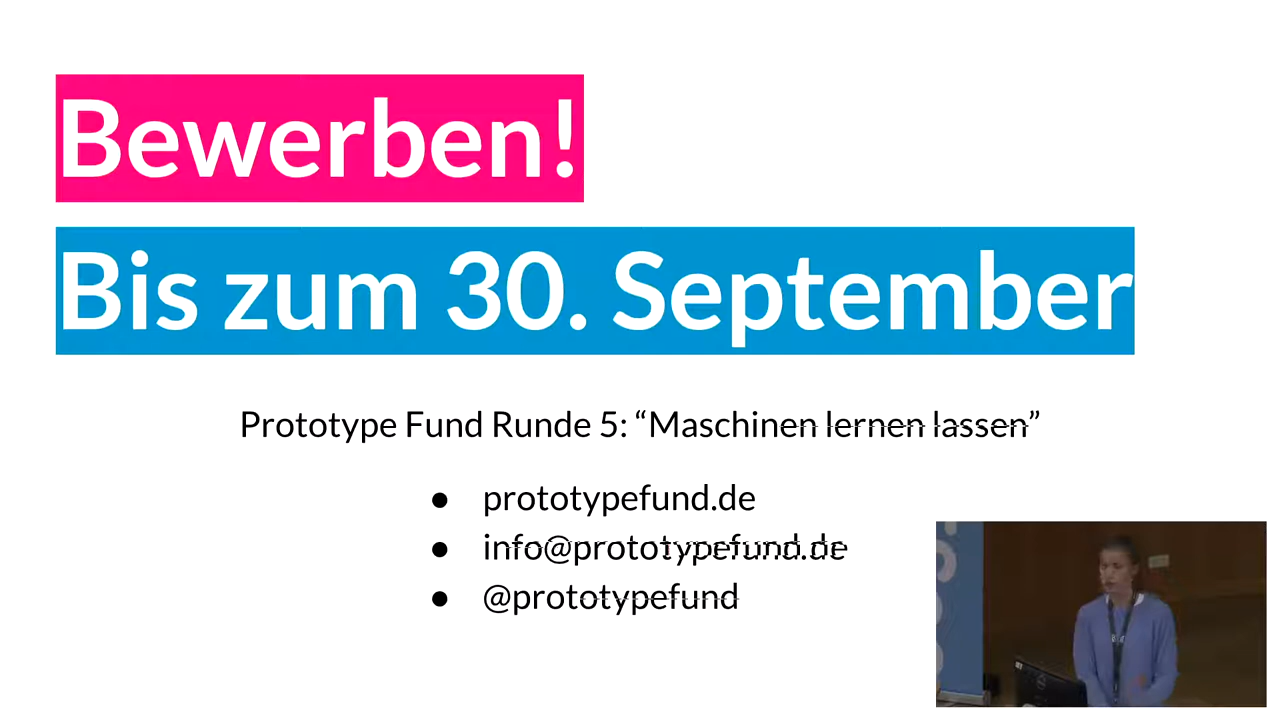 Bewerben!
Bis zum 30. September
Prototype Fund Runde 5: “Maschinen lernen lassen”
● prototypefund.de
● info@prototypefund.de
● @prototypefund